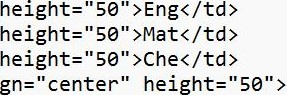 height="50">Eng</td>
height="50">Mat</td>
height="50">Che</td>
gn="center" height="50">